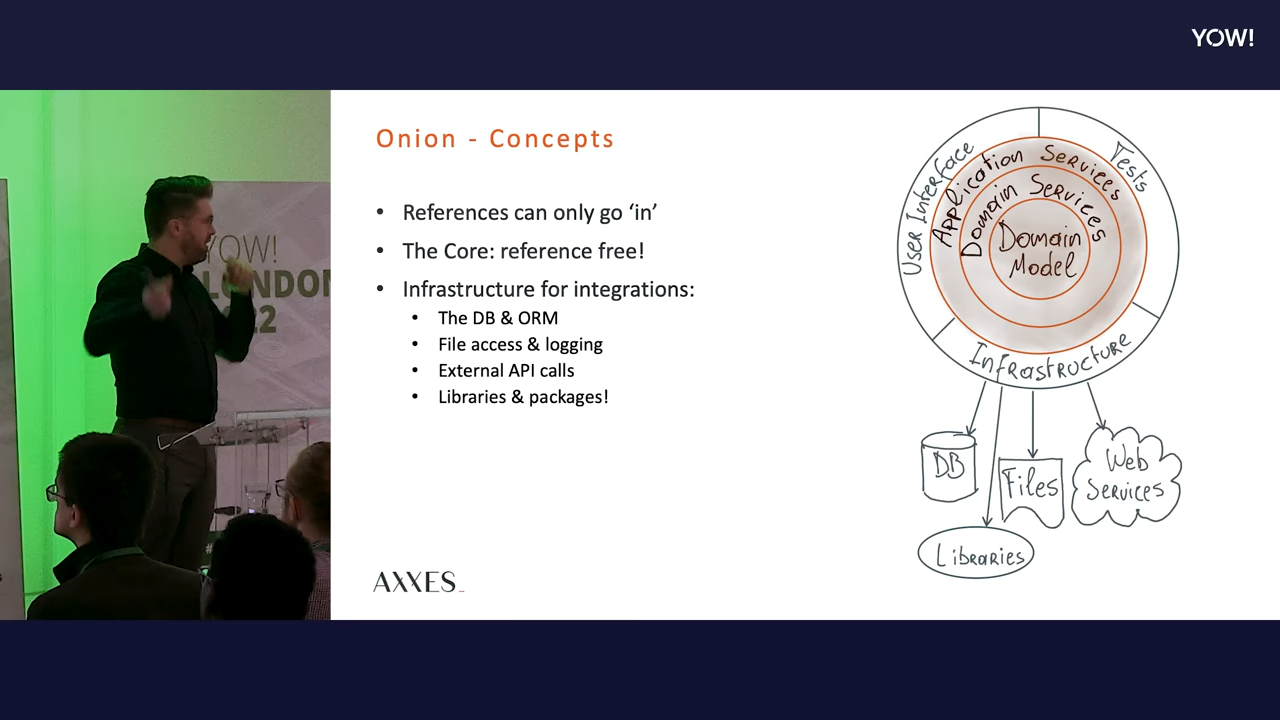 YOW!
Onion - Concepts
• References can only go ‘in’
• The Core: reference free!
• Infrastructure for integrations:
• The DB & ORM
• File access & logging
• External API calls
• Libraries & packages!
AXXES_
User Interface
Tests
Application Services
Domain Services
Domain
Model
Infrastructure
DB
Files
Web
Services
Libraries
YOW!
LONDON
22